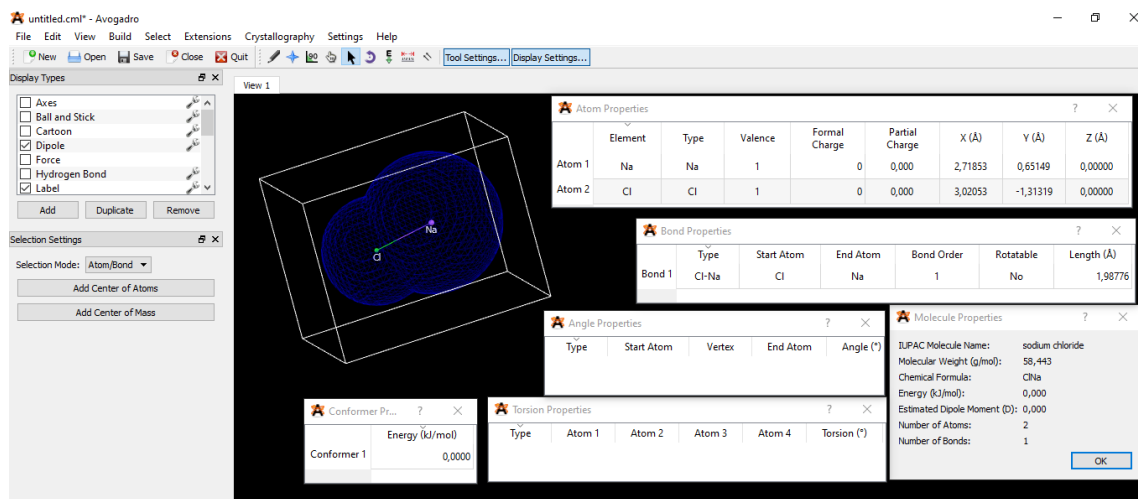 untitled.cml* - Avogadro
File Edit View Build Select Extensions Crystallography Settings Help
New Open Save Close Quit Tool Settings... Display Settings...
Display Types
Axes
Ball and Stick
Cartoon
Dipole
Force
Hydrogen Bond
Label
Add Duplicate Remove
Selection Settings
Selection Mode: Atom/Bond
Add Center of Atoms
Add Center of Mass
View 1
Na
Cl
Atom Properties ?
Element Type Valence Formal Charge Partial Charge X (Å) Y (Å) Z (Å)
Atom 1 Na Na 1 0 0,000 2,71853 0,65149 0,00000
Atom 2 Cl Cl 1 0 0,000 3,02053 -1,31319 0,00000
Bond Properties ?
Type Start Atom End Atom Bond Order Rotatable Length (Å)
Bond 1 Cl-Na Cl Na 1 No 1,98776
Angle Properties ?
Type Start Atom Vertex End Atom Angle (°)
Molecule Properties ?
IUPAC Molecule Name: sodium chloride
Molecular Weight (g/mol): 58,443
Chemical Formula: ClNa
Energy (kJ/mol): 0,000
Estimated Dipole Moment (D): 0,000
Number of Atoms: 2
Number of Bonds: 1
OK
Conformer Pr... ?
Energy (kJ/mol)
Conformer 1 0,0000
Torsion Properties ?
Type Atom 1 Atom 2 Atom 3 Atom 4 Torsion (°)